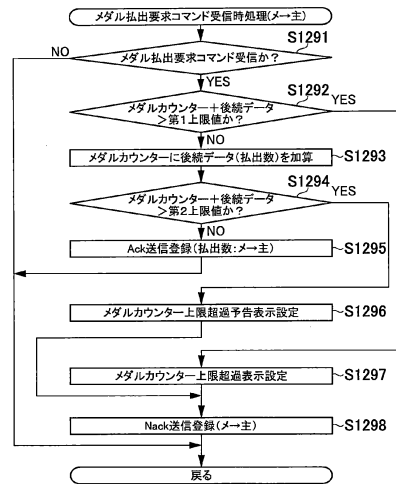 メダル払出要求コマンド受信時処理(メ→主)
S1291
メダル払出要求コマンド受信か?
NO
YES
S1292
メダルカウンター+後続データ
>第1上限値か?
YES
NO
メダルカウンターに後続データ(払出数)を加算
S1293
S1294
メダルカウンター+後続データ
>第2上限値か?
YES
NO
Ack送信登録(払出数:メ→主)
S1295
メダルカウンター上限超過予告表示設定
S1296
メダルカウンター上限超過表示設定
S1297
Nack送信登録(メ→主)
S1298
戻る